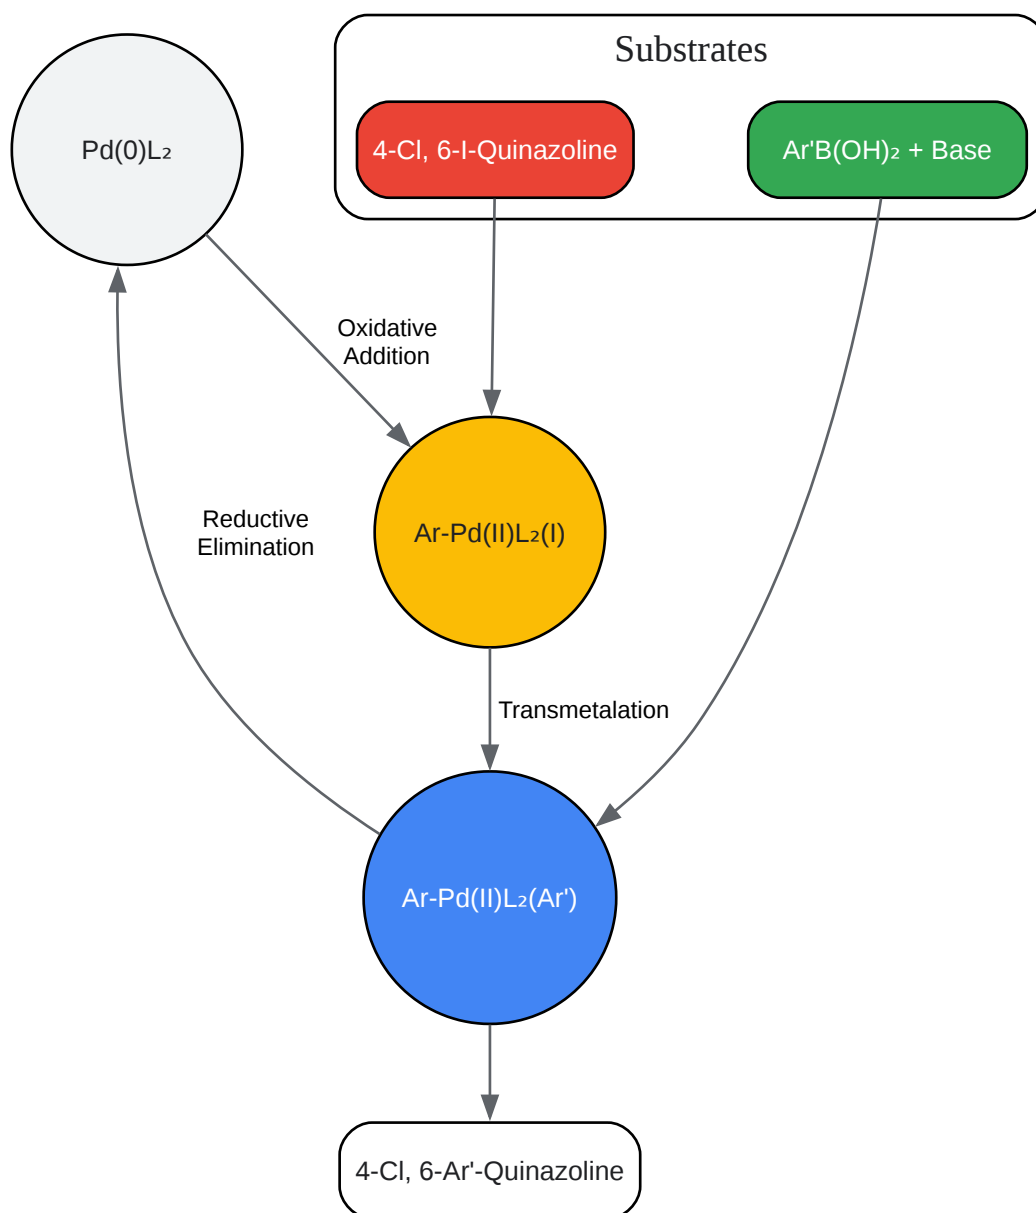 Substrates
Pd(0)L₂
4-Cl, 6-I-Quinazoline
Ar'B(OH)₂ + Base
Oxidative
Addition
Reductive
Elimination
Ar-Pd(II)L₂(I)
Transmetalation
Ar-Pd(II)L₂(Ar')
4-Cl, 6-Ar'-Quinazoline